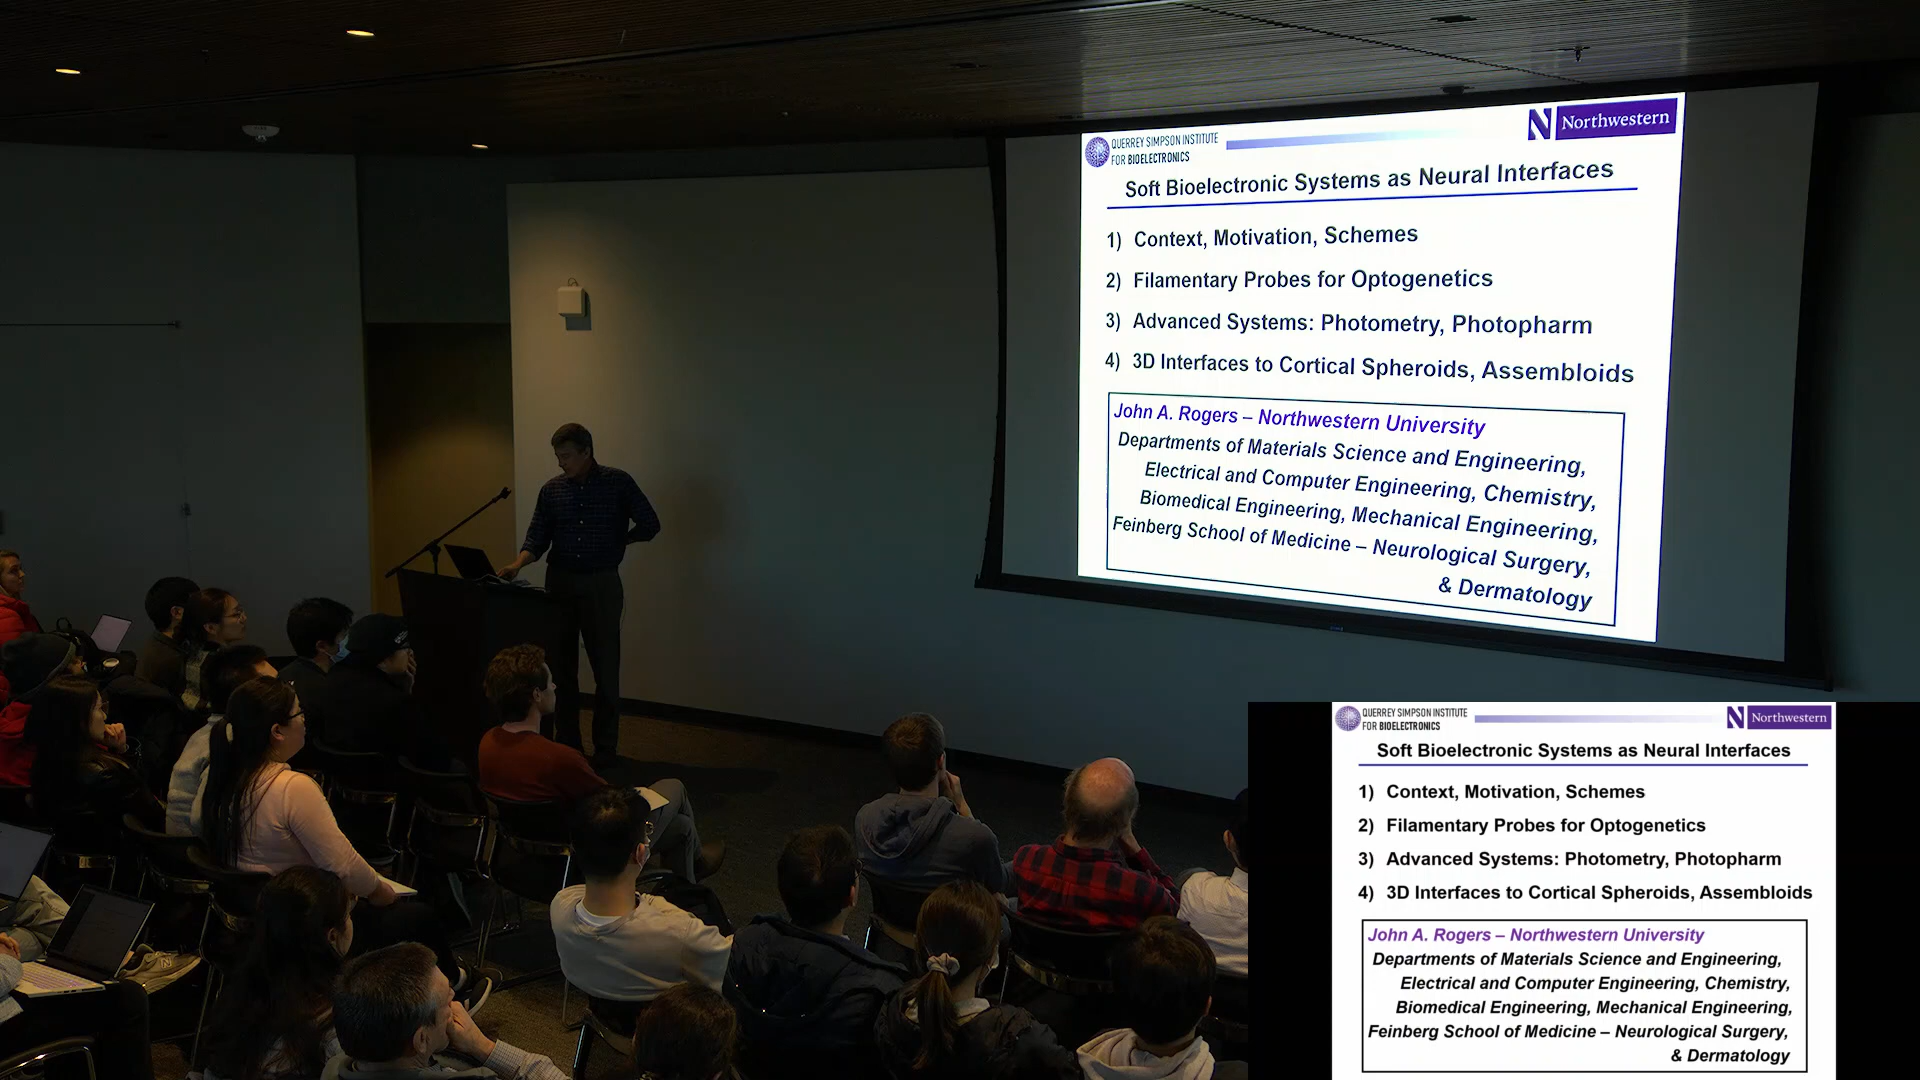 QUERREY SIMPSON INSTITUTE
FOR BIOELECTRONICS
N Northwestern
Soft Bioelectronic Systems as Neural Interfaces
1) Context, Motivation, Schemes
2) Filamentary Probes for Optogenetics
3) Advanced Systems: Photometry, Photopharm
4) 3D Interfaces to Cortical Spheroids, Assembloids
John A. Rogers – Northwestern University
Departments of Materials Science and Engineering,
Electrical and Computer Engineering, Chemistry,
Biomedical Engineering, Mechanical Engineering,
Feinberg School of Medicine – Neurological Surgery,
& Dermatology
QUERREY SIMPSON INSTITUTE
FOR BIOELECTRONICS
N Northwestern
Soft Bioelectronic Systems as Neural Interfaces
1) Context, Motivation, Schemes
2) Filamentary Probes for Optogenetics
3) Advanced Systems: Photometry, Photopharm
4) 3D Interfaces to Cortical Spheroids, Assembloids
John A. Rogers – Northwestern University
Departments of Materials Science and Engineering,
Electrical and Computer Engineering, Chemistry,
Biomedical Engineering, Mechanical Engineering,
Feinberg School of Medicine – Neurological Surgery,
& Dermatology